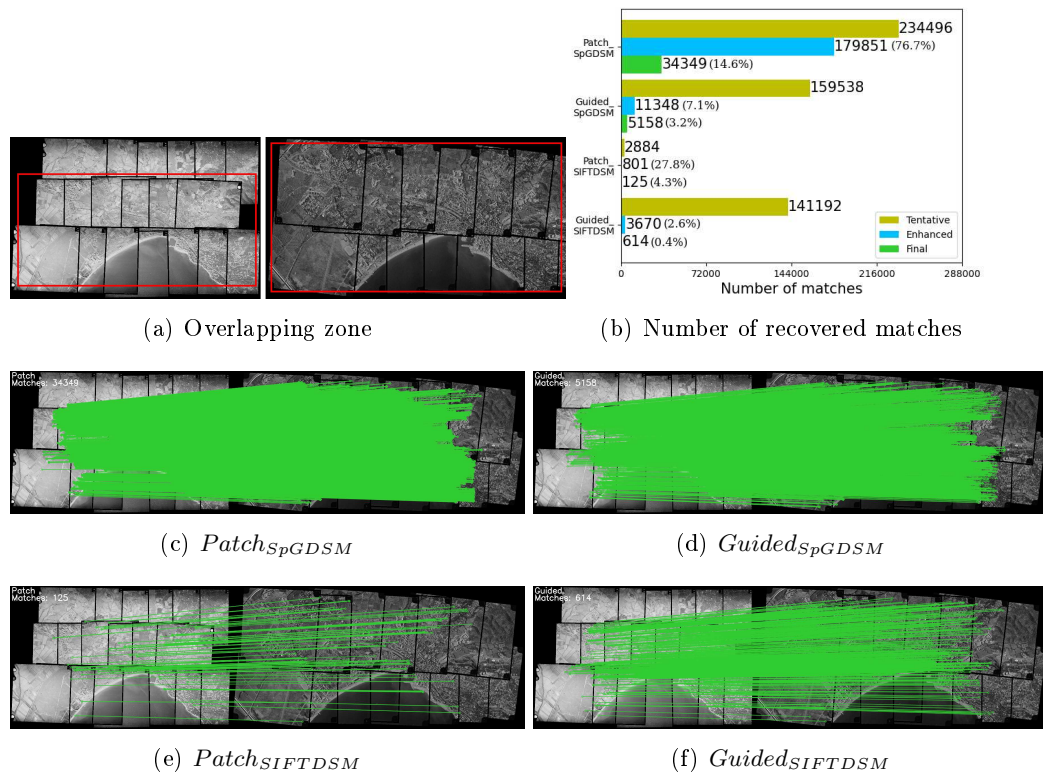 Patch_
SpGDSM
234496
179851 (76.7%)
34349 (14.6%)
Guided_
SpGDSM
159538
11348 (7.1%)
5158 (3.2%)
Patch_
SIFTDSM
2884
801 (27.8%)
125 (4.3%)
Guided_
SIFTDSM
141192
3670 (2.6%)
614 (0.4%)
Tentative
Enhanced
Final
0 72000 144000 216000 288000
Number of matches
(a) Overlapping zone
(b) Number of recovered matches
Patch
Matches: 34349
Guided
Matches: 5158
(c) Patch_SpGDSM
(d) Guided_SpGDSM
Patch
Matches: 125
Guided
Matches: 614
(e) Patch_SIFTDSM
(f) Guided_SIFTDSM